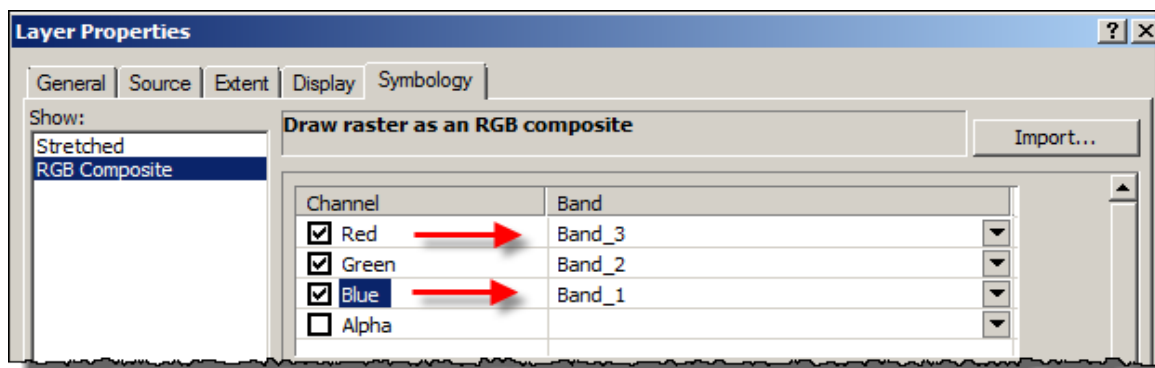 Layer Properties
General Source Extent Display Symbology
Show:
Stretched
RGB Composite
Draw raster as an RGB composite
Import...
Channel Band
Red Band_3
Green Band_2
Blue Band_1
Alpha